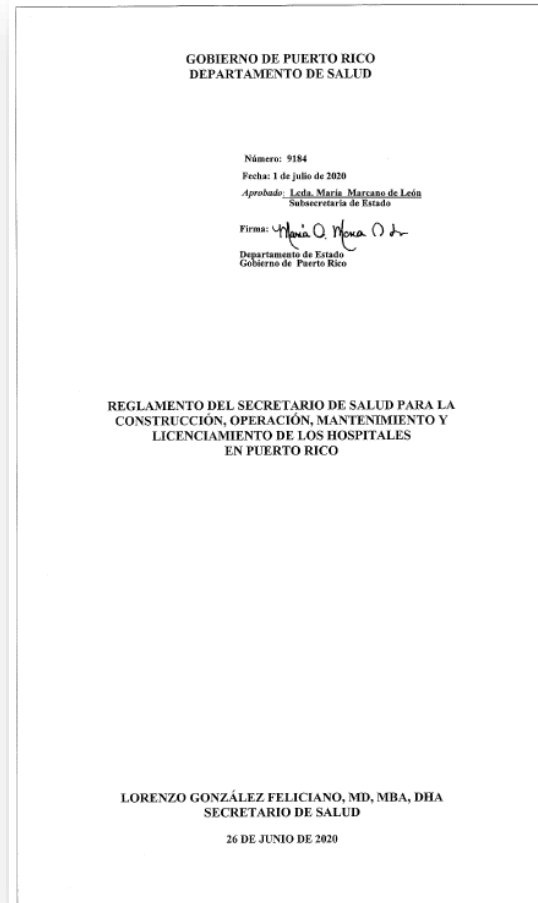 GOBIERNO DE PUERTO RICO
DEPARTAMENTO DE SALUD
Número: 9184
Fecha: 1 de julio de 2020
Aprobado: Lcda. María Marcano de León
Subsecretaria de Estado
Firma:
Departamento de Estado
Gobierno de Puerto Rico
REGLAMENTO DEL SECRETARIO DE SALUD PARA LA
CONSTRUCCIÓN, OPERACIÓN, MANTENIMIENTO Y
LICENCIAMIENTO DE LOS HOSPITALES
EN PUERTO RICO
LORENZO GONZÁLEZ FELICIANO, MD, MBA, DHA
SECRETARIO DE SALUD
26 DE JUNIO DE 2020